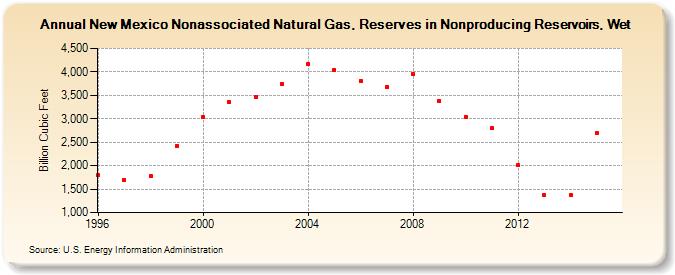 Annual New Mexico Nonassociated Natural Gas, Reserves in Nonproducing Reservoirs, Wet
Billion Cubic Feet
4,500
4,000
3,500
3,000
2,500
2,000
1,500
1,000
1996 2000 2004 2008 2012
Source: U.S. Energy Information Administration